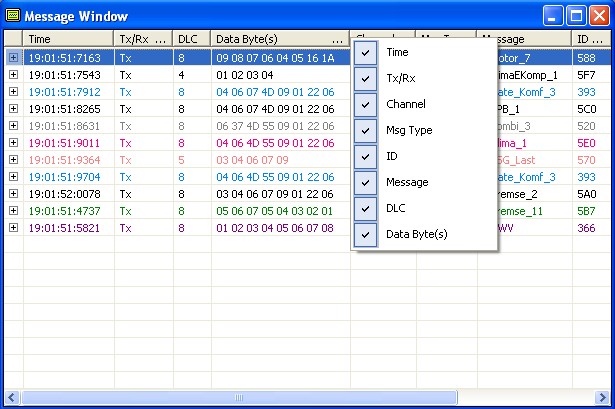 Message Window
Time Tx/Rx ... DLC Data Byte(s) ... Message ID ...
19:01:51:7163 Tx 8 09 08 07 06 04 05 16 1A otor_7 588
19:01:51:7543 Tx 4 01 02 03 04 imaEKomp_1 5F7
19:01:51:7912 Tx 8 04 06 4D 09 01 22 06 ate_Komf_3 393
19:01:51:8265 Tx 8 04 06 07 4D 09 01 22 06 PB_1 5C0
19:01:51:8631 Tx 8 06 37 4D 55 09 01 22 06 ombi_3 520
19:01:51:9011 Tx 8 04 06 4D 55 09 01 22 06 lima_1 5E0
19:01:51:9364 Tx 5 03 04 06 07 09 SG_Last 570
19:01:51:9704 Tx 8 04 06 4D 55 09 01 22 06 ate_Komf_3 393
19:01:52:0078 Tx 8 03 04 06 07 09 01 22 06 emse_2 5A0
19:01:51:4737 Tx 8 05 06 07 05 04 03 02 01 emse_11 5B7
19:01:51:5821 Tx 8 01 02 03 04 05 06 07 08 WV 366
Time
Tx/Rx
Channel
Msg Type
ID
Message
DLC
Data Byte(s)